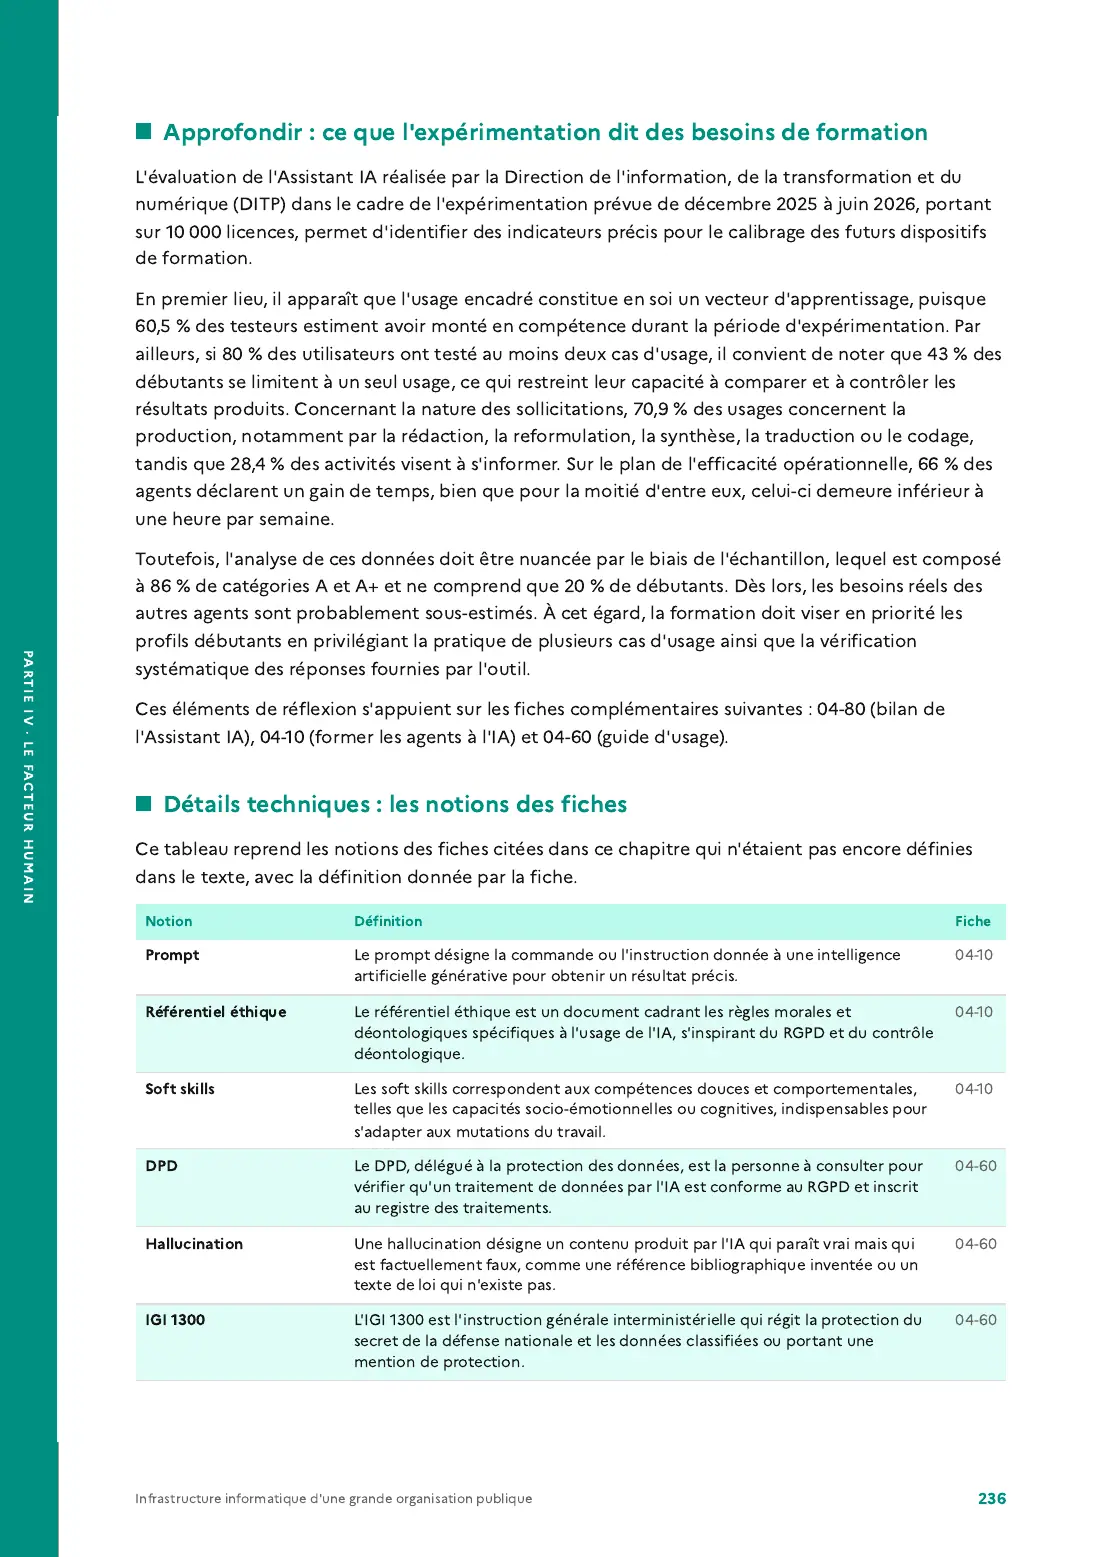 Approfondir : ce que l'expérimentation dit des besoins de formation
L'évaluation de l'Assistant IA réalisée par la Direction de l'information, de la transformation et du
numérique (DITP) dans le cadre de l'expérimentation prévue de décembre 2025 à juin 2026, portant
sur 10 000 licences, permet d'identifier des indicateurs précis pour le calibrage des futurs dispositifs
de formation.
En premier lieu, il apparaît que l'usage encadré constitue en soi un vecteur d'apprentissage, puisque
60,5 % des testeurs estiment avoir monté en compétence durant la période d'expérimentation. Par
ailleurs, si 80 % des utilisateurs ont testé au moins deux cas d'usage, il convient de noter que 43 % des
débutants se limitent à un seul usage, ce qui restreint leur capacité à comparer et à contrôler les
résultats produits. Concernant la nature des sollicitations, 70,9 % des usages concernent la
production, notamment par la rédaction, la reformulation, la synthèse, la traduction ou le codage,
tandis que 28,4 % des activités visent à s'informer. Sur le plan de l'efficacité opérationnelle, 66 % des
agents déclarent un gain de temps, bien que pour la moitié d'entre eux, celui-ci demeure inférieur à
une heure par semaine.
Toutefois, l'analyse de ces données doit être nuancée par le biais de l'échantillon, lequel est composé
à 86 % de catégories A et A+ et ne comprend que 20 % de débutants. Dès lors, les besoins réels des
autres agents sont probablement sous-estimés. À cet égard, la formation doit viser en priorité les
profils débutants en privilégiant la pratique de plusieurs cas d'usage ainsi que la vérification
systématique des réponses fournies par l'outil.
Ces éléments de réflexion s'appuient sur les fiches complémentaires suivantes : 04-80 (bilan de
l'Assistant IA), 04-10 (former les agents à l'IA) et 04-60 (guide d'usage).
Détails techniques : les notions des fiches
Ce tableau reprend les notions des fiches citées dans ce chapitre qui n'étaient pas encore définies
dans le texte, avec la définition donnée par la fiche.
Notion Définition Fiche
Prompt Le prompt désigne la commande ou l'instruction donnée à une intelligence 04-10
artificielle générative pour obtenir un résultat précis.
Référentiel éthique Le référentiel éthique est un document cadrant les règles morales et 04-10
déontologiques spécifiques à l'usage de l'IA, s'inspirant du RGPD et du contrôle
déontologique.
Soft skills Les soft skills correspondent aux compétences douces et comportementales, 04-10
telles que les capacités socio-émotionnelles ou cognitives, indispensables pour
s'adapter aux mutations du travail.
DPD Le DPD, délégué à la protection des données, est la personne à consulter pour 04-60
vérifier qu'un traitement de données par l'IA est conforme au RGPD et inscrit
au registre des traitements.
Hallucination Une hallucination désigne un contenu produit par l'IA qui paraît vrai mais qui 04-60
est factuellement faux, comme une référence bibliographique inventée ou un
texte de loi qui n'existe pas.
IGI 1300 L'IGI 1300 est l'instruction générale interministérielle qui régit la protection du 04-60
secret de la défense nationale et les données classifiées ou portant une
mention de protection.
PARTIE IV · LE FACTEUR HUMAIN
Infrastructure informatique d'une grande organisation publique 236